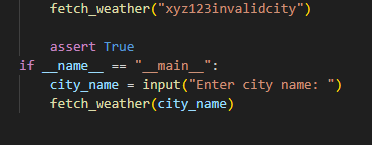 fetch_weather("xyz123invalidcity")
assert True
if __name__ == "__main__":
city_name = input("Enter city name: ")
fetch_weather(city_name)